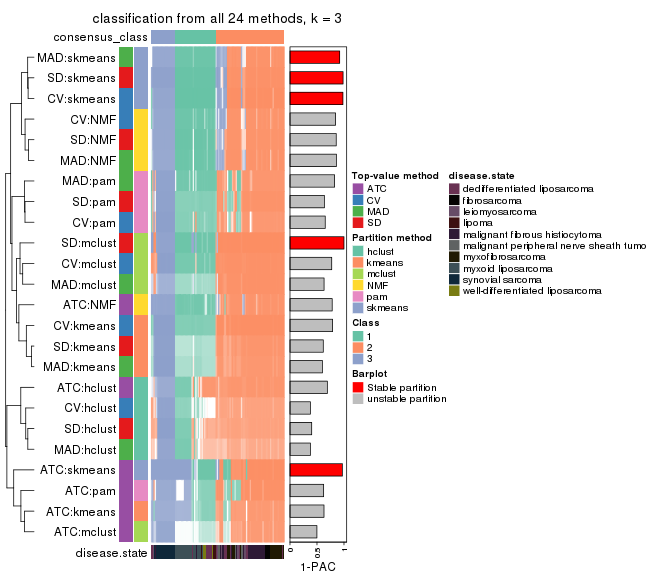 classification from all 24 methods, k = 3
consensus_class
MAD:skmeans
SD:skmeans
CV:skmeans
CV:NMF
SD:NMF
MAD:NMF
MAD:pam
SD:pam
CV:pam
SD:mclust
CV:mclust
MAD:mclust
ATC:NMF
CV:kmeans
SD:kmeans
MAD:kmeans
ATC:hclust
CV:hclust
SD:hclust
MAD:hclust
ATC:skmeans
ATC:pam
ATC:kmeans
ATC:mclust
disease.state
0 0.5 1
1-PAC
Top-value method
ATC
CV
MAD
SD
Partition method
hclust
kmeans
mclust
NMF
pam
skmeans
Class
1
2
3
Barplot
Stable partition
unstable partition
disease.state
dedifferentiated liposarcoma
fibrosarcoma
leiomyosarcoma
lipoma
malignant fibrous histiocytoma
malignant peripheral nerve sheath tumo
myxofibrosarcoma
myxoid liposarcoma
synovial sarcoma
well-differentiated liposarcoma